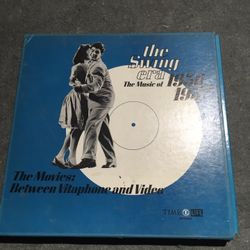 the
Swing
era
The Music of
The Movies:
Between Vitaphone and Video
TIME LIFE